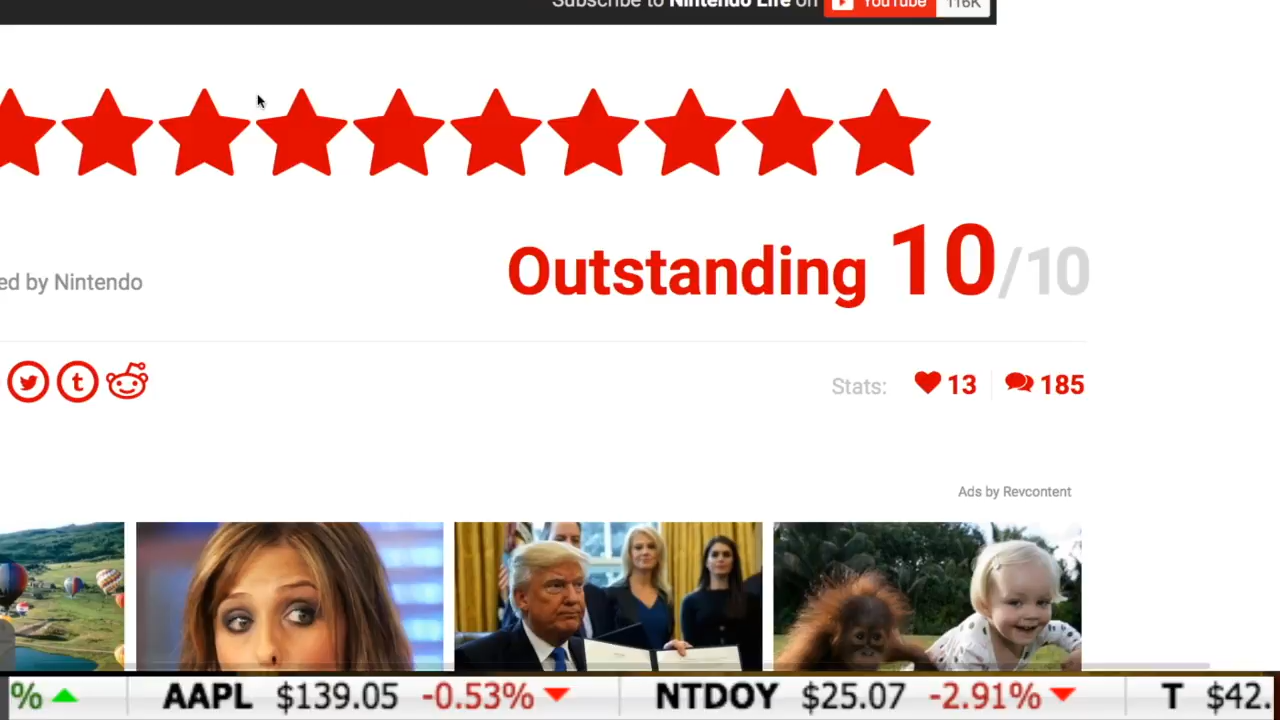 Subscribe to Nintendo Life on YouTube 116K
Outstanding 10/10
ed by Nintendo
Stats: 13 185
Ads by Revcontent
% AAPL $139.05 -0.53% NTDOY $25.07 -2.91% T $42.